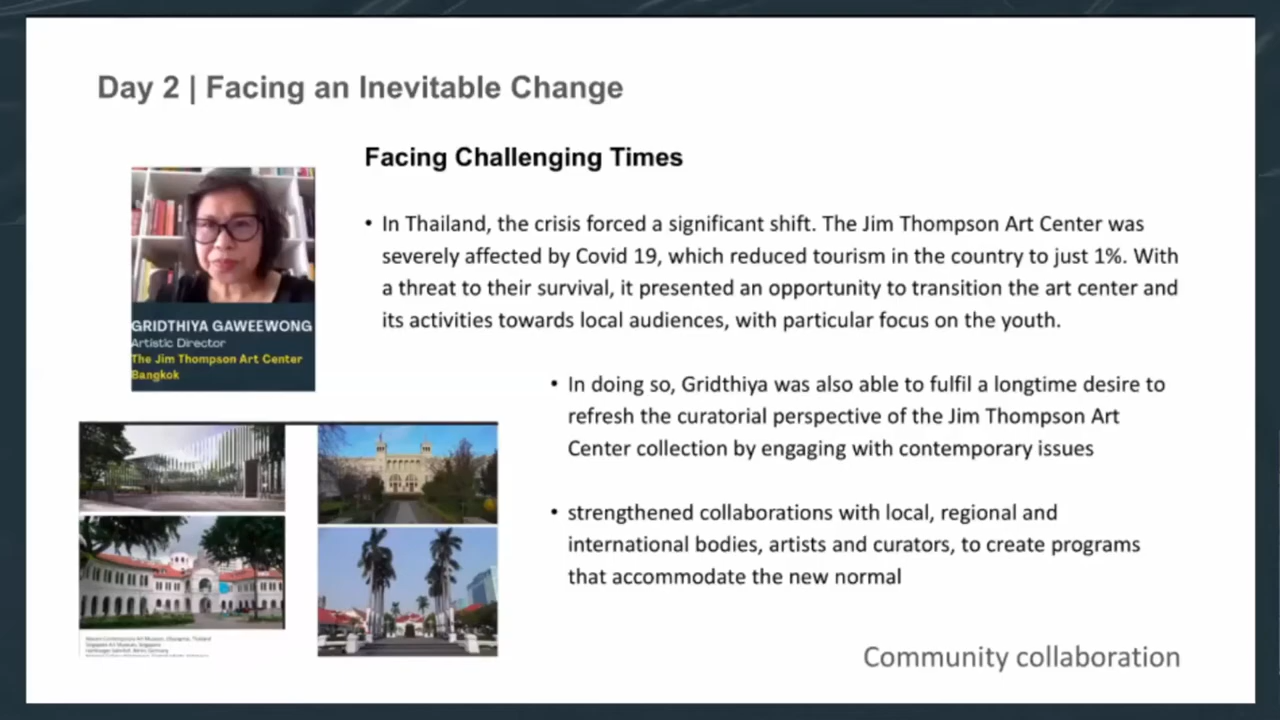 Day 2 | Facing an Inevitable Change
Facing Challenging Times
• In Thailand, the crisis forced a significant shift. The Jim Thompson Art Center was
severely affected by Covid 19, which reduced tourism in the country to just 1%. With
a threat to their survival, it presented an opportunity to transition the art center and
its activities towards local audiences, with particular focus on the youth.
GRIDTHIYA GAWEEWONG
Artistic Director
The Jim Thompson Art Center
Bangkok
• In doing so, Gridthiya was also able to fulfil a longtime desire to
refresh the curatorial perspective of the Jim Thompson Art
Center collection by engaging with contemporary issues
• strengthened collaborations with local, regional and
international bodies, artists and curators, to create programs
that accommodate the new normal
Singapore Art Museum, Singapore
Community collaboration